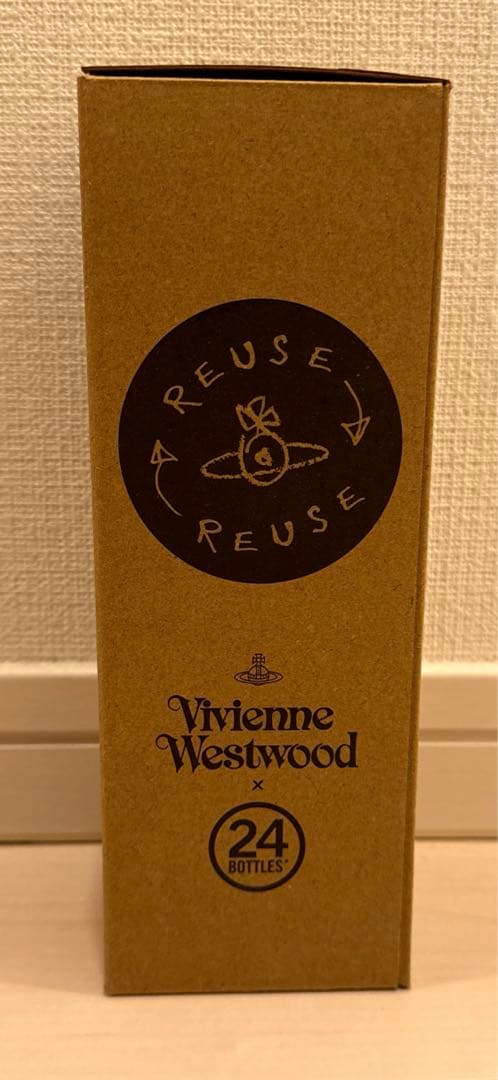 REUSE
REUSE
Vivienne
Westwood
x
24
BOTTLES®